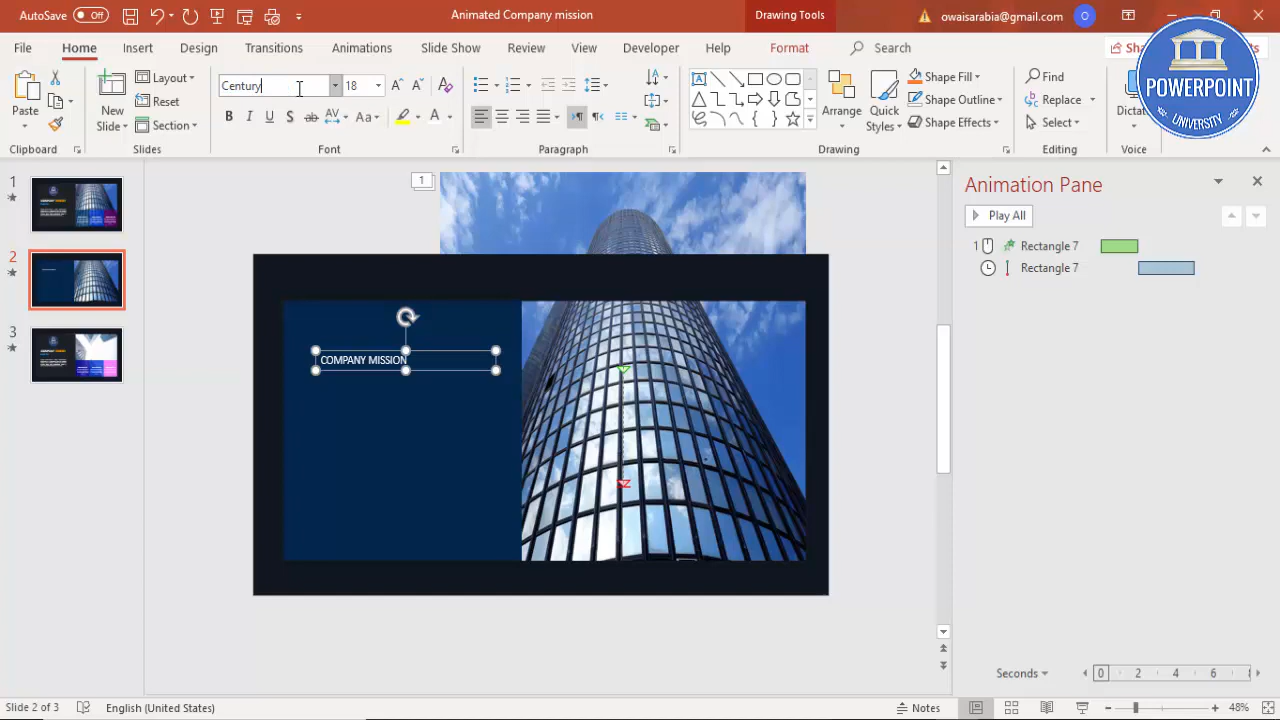 AutoSave Off Animated Company mission Drawing Tools owaisarabia@gmail.com O
File Home Insert Design Transitions Animations Slide Show Review View Developer Help Format Search
Paste New Slide Layout Reset Section Century 18 Arrange Quick Styles Shape Fill Shape Outline Shape Effects Find Replace Select
Clipboard Slides Font Paragraph Drawing Editing Voice
POWERPOINT
UNIVERSITY
1
2
3
1
COMPANY MISSION
Animation Pane
Play All
1 Rectangle 7
Rectangle 7
Seconds 0 2 4 6
Slide 2 of 3 English (United States) Notes 48%